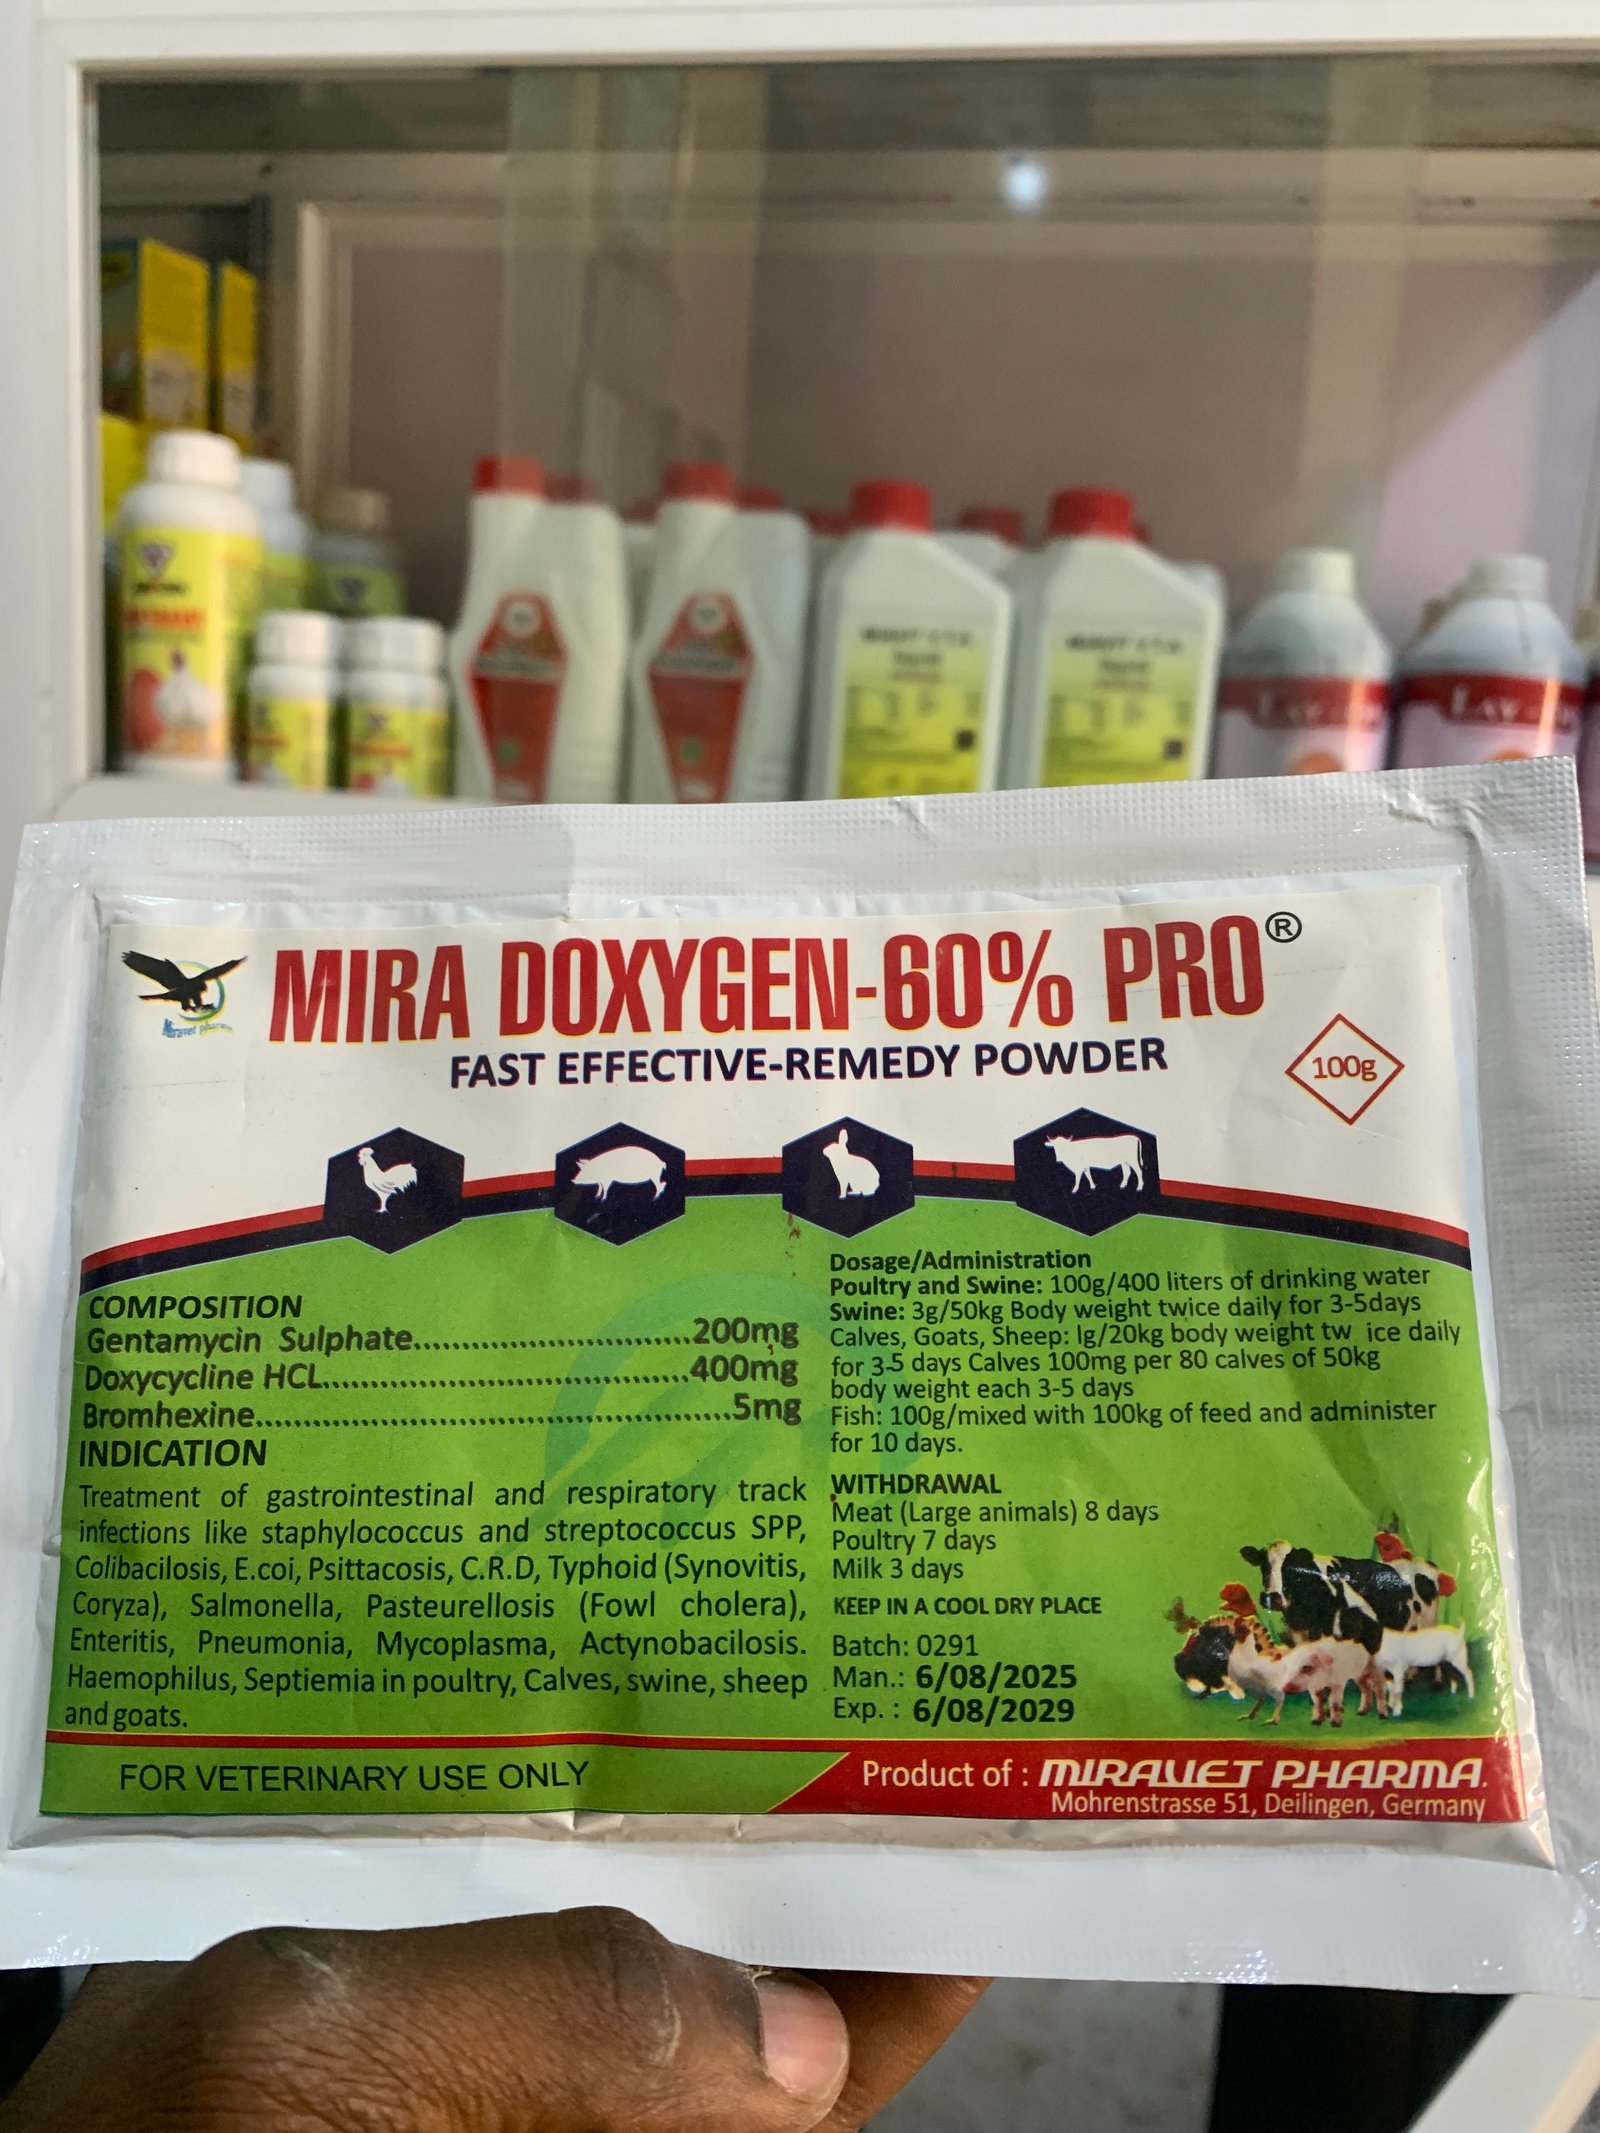 MIRA DOXYGEN-60% PRO®
FAST EFFECTIVE-REMEDY POWDER
Miravet pharma
100g
COMPOSITION
Gentamycin Sulphate..............................200mg
Doxycycline HCL......................................400mg
Bromhexine.................................................5mg
INDICATION
Treatment of gastrointestinal and respiratory track
infections like staphylococcus and streptococcus SPP,
Colibacilosis, E.coi, Psittacosis, C.R.D, Typhoid (Synovitis,
Coryza), Salmonella, Pasteurellosis (Fowl cholera),
Enteritis, Pneumonia, Mycoplasma, Actynobacilosis.
Haemophilus, Septiemia in poultry, Calves, swine, sheep
and goats.
Dosage/Administration
Poultry and Swine: 100g/400 liters of drinking water
Swine: 3g/50kg Body weight twice daily for 3-5days
Calves, Goats, Sheep: lg/20kg body weight tw ice daily
for 3-5 days Calves 100mg per 80 calves of 50kg
body weight each 3-5 days
Fish: 100g/mixed with 100kg of feed and administer
for 10 days.
WITHDRAWAL
Meat (Large animals) 8 days
Poultry 7 days
Milk 3 days
KEEP IN A COOL DRY PLACE
Batch: 0291
Man.: 6/08/2025
Exp. : 6/08/2029
FOR VETERINARY USE ONLY
Product of : MIRAVET PHARMA.
Mohrenstrasse 51, Deilingen, Germany